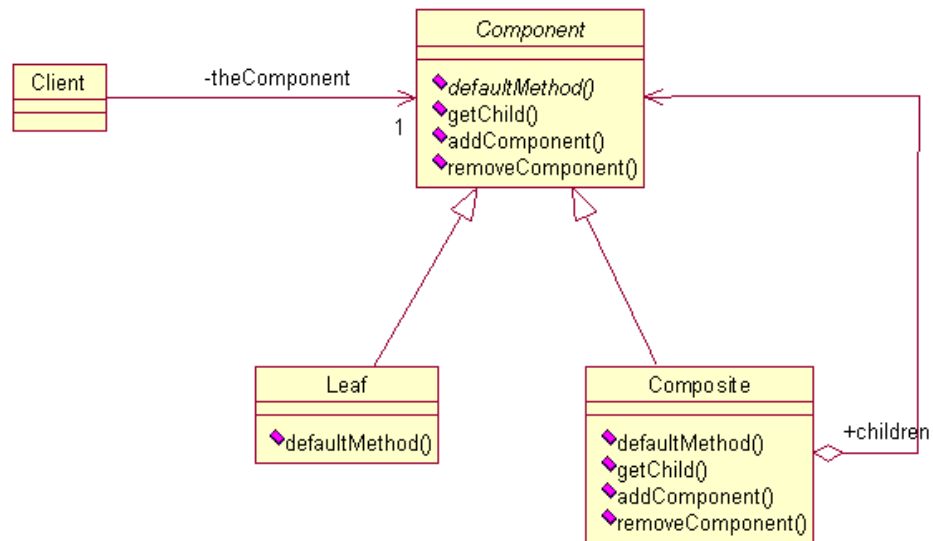 Component
defaultMethod()
getChild()
addComponent()
removeComponent()
Client
-theComponent
1
Leaf
defaultMethod()
Composite
defaultMethod()
getChild()
addComponent()
removeComponent()
+children